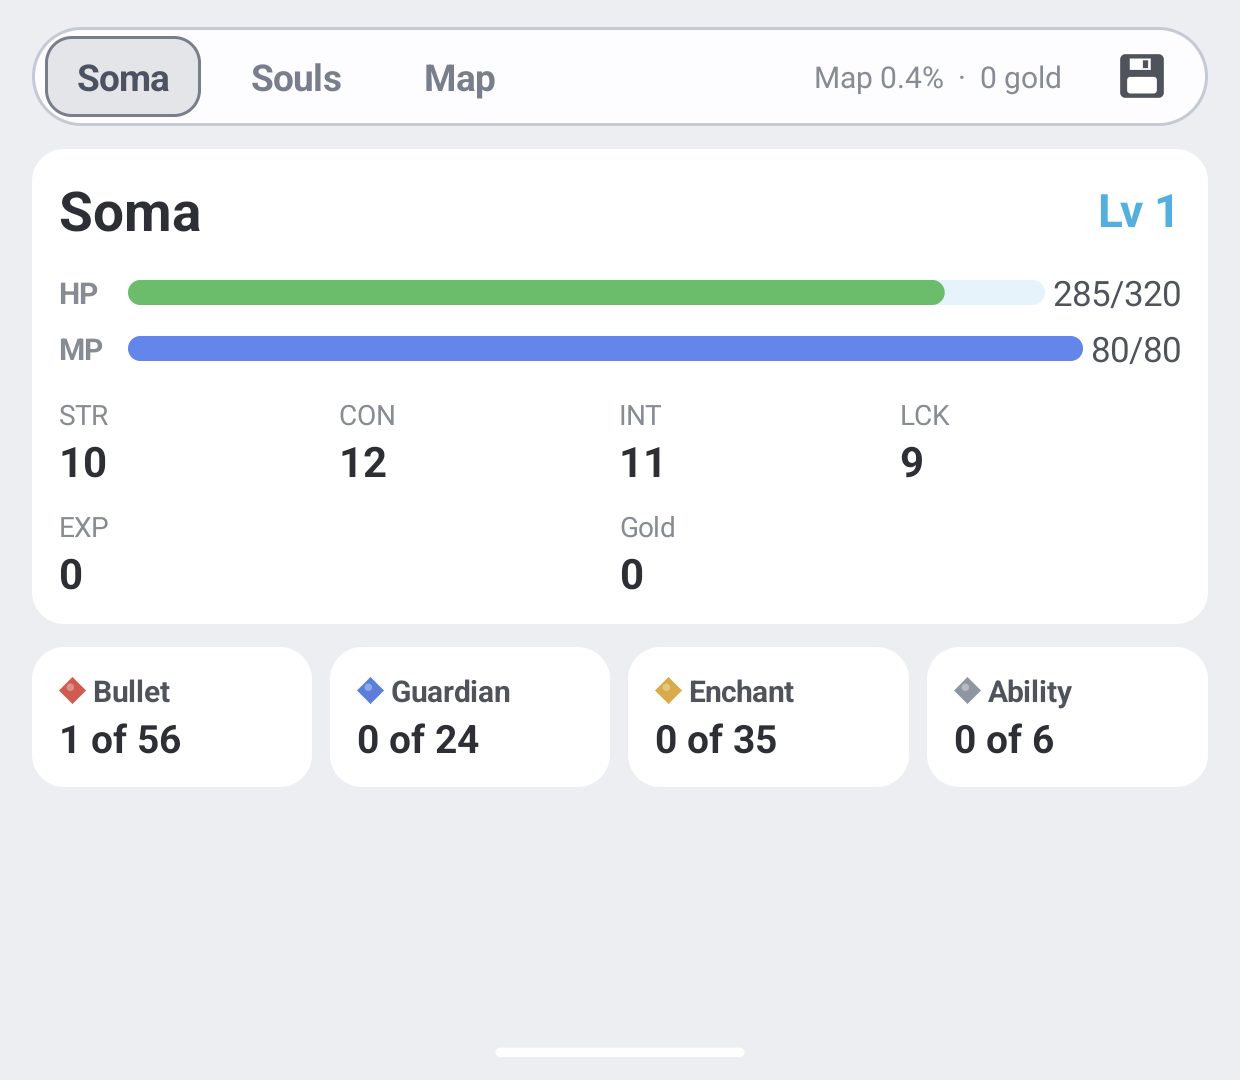 Soma Souls Map Map 0.4% · 0 gold
Soma Lv 1
HP 285/320
MP 80/80
STR CON INT LCK
10 12 11 9
EXP Gold
0 0
Bullet Guardian Enchant Ability
1 of 56 0 of 24 0 of 35 0 of 6